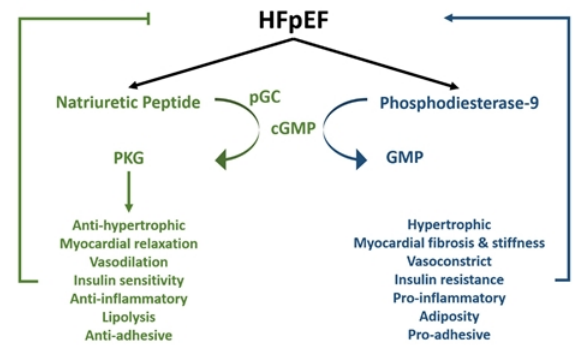 HFpEF
Natriuretic Peptide
pGC
Phosphodiesterase-9
cGMP
PKG
GMP
Anti-hypertrophic
Myocardial relaxation
Vasodilation
Insulin sensitivity
Anti-inflammatory
Lipolysis
Anti-adhesive
Hypertrophic
Myocardial fibrosis & stiffness
Vasoconstrict
Insulin resistance
Pro-inflammatory
Adiposity
Pro-adhesive